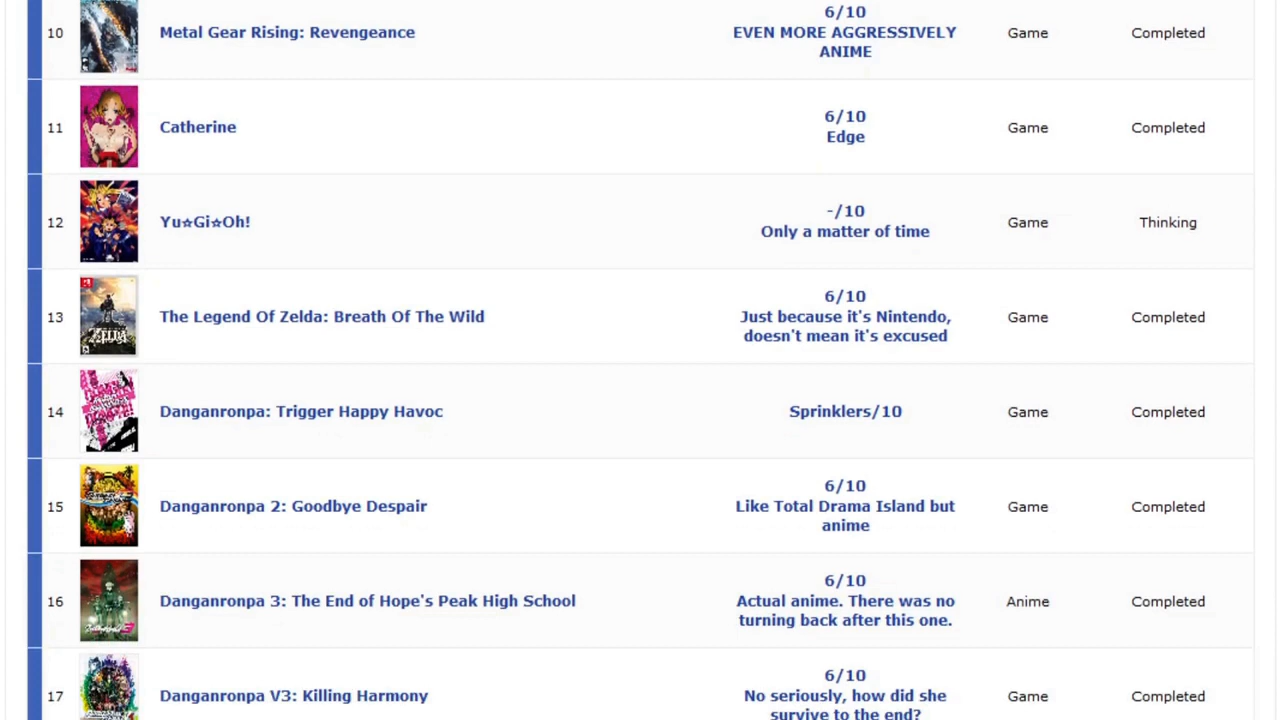 10
Metal Gear Rising: Revengeance
6/10
EVEN MORE AGGRESSIVELY
ANIME
Game
Completed
11
Catherine
6/10
Edge
Game
Completed
12
Yu☆Gi☆Oh!
-/10
Only a matter of time
Game
Thinking
13
ZELDA
The Legend Of Zelda: Breath Of The Wild
6/10
Just because it's Nintendo,
doesn't mean it's excused
Game
Completed
14
Danganronpa: Trigger Happy Havoc
Sprinklers/10
Game
Completed
15
Danganronpa 2: Goodbye Despair
6/10
Like Total Drama Island but
anime
Game
Completed
16
Danganronpa 3: The End of Hope's Peak High School
6/10
Actual anime. There was no
turning back after this one.
Anime
Completed
17
Danganronpa V3: Killing Harmony
6/10
No seriously, how did she
survive to the end?
Game
Completed